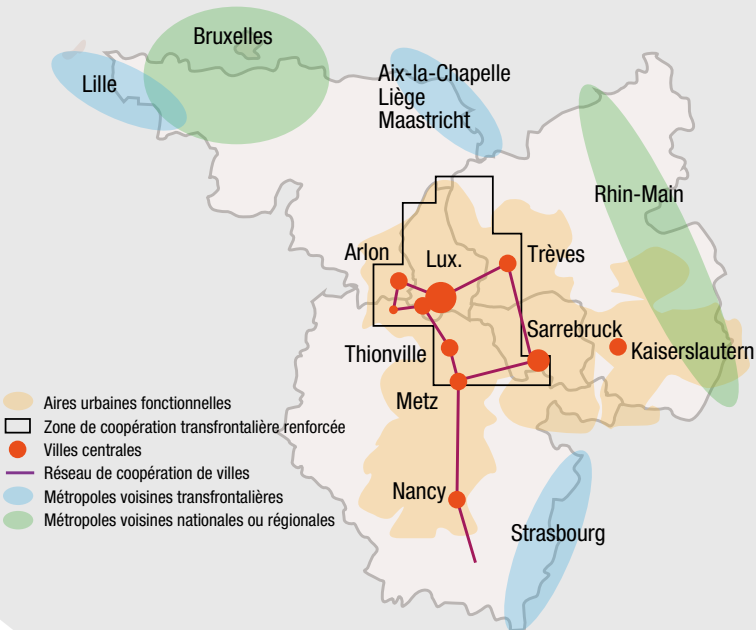 Bruxelles
Lille
Aix-la-Chapelle
Liège
Maastricht
Rhin-Main
Arlon
Lux.
Trèves
Sarrebruck
Thionville
Kaiserslautern
Metz
Nancy
Strasbourg
Aires urbaines fonctionnelles
Zone de coopération transfrontalière renforcée
Villes centrales
Réseau de coopération de villes
Métropoles voisines transfrontalières
Métropoles voisines nationales ou régionales